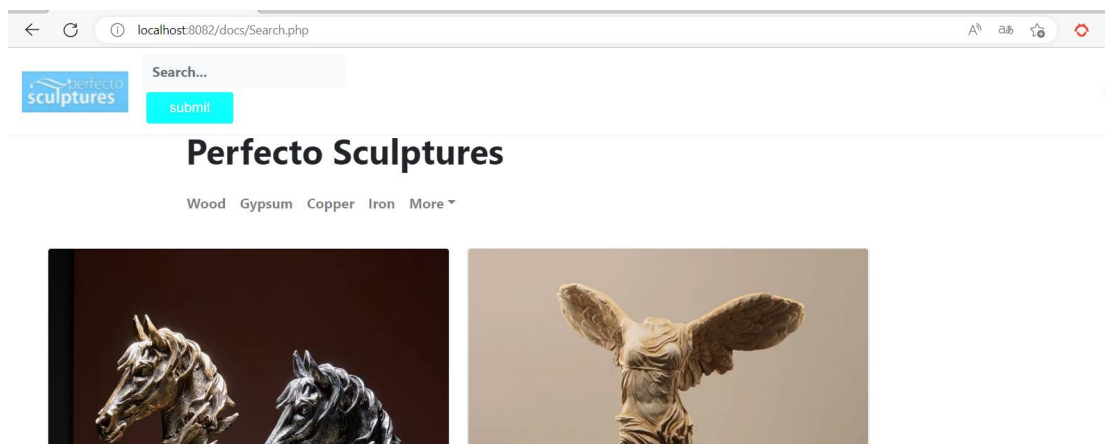 localhost:8082/docs/Search.php
perfecto
sculptures
Search...
submit
Perfecto Sculptures
Wood Gypsum Copper Iron More